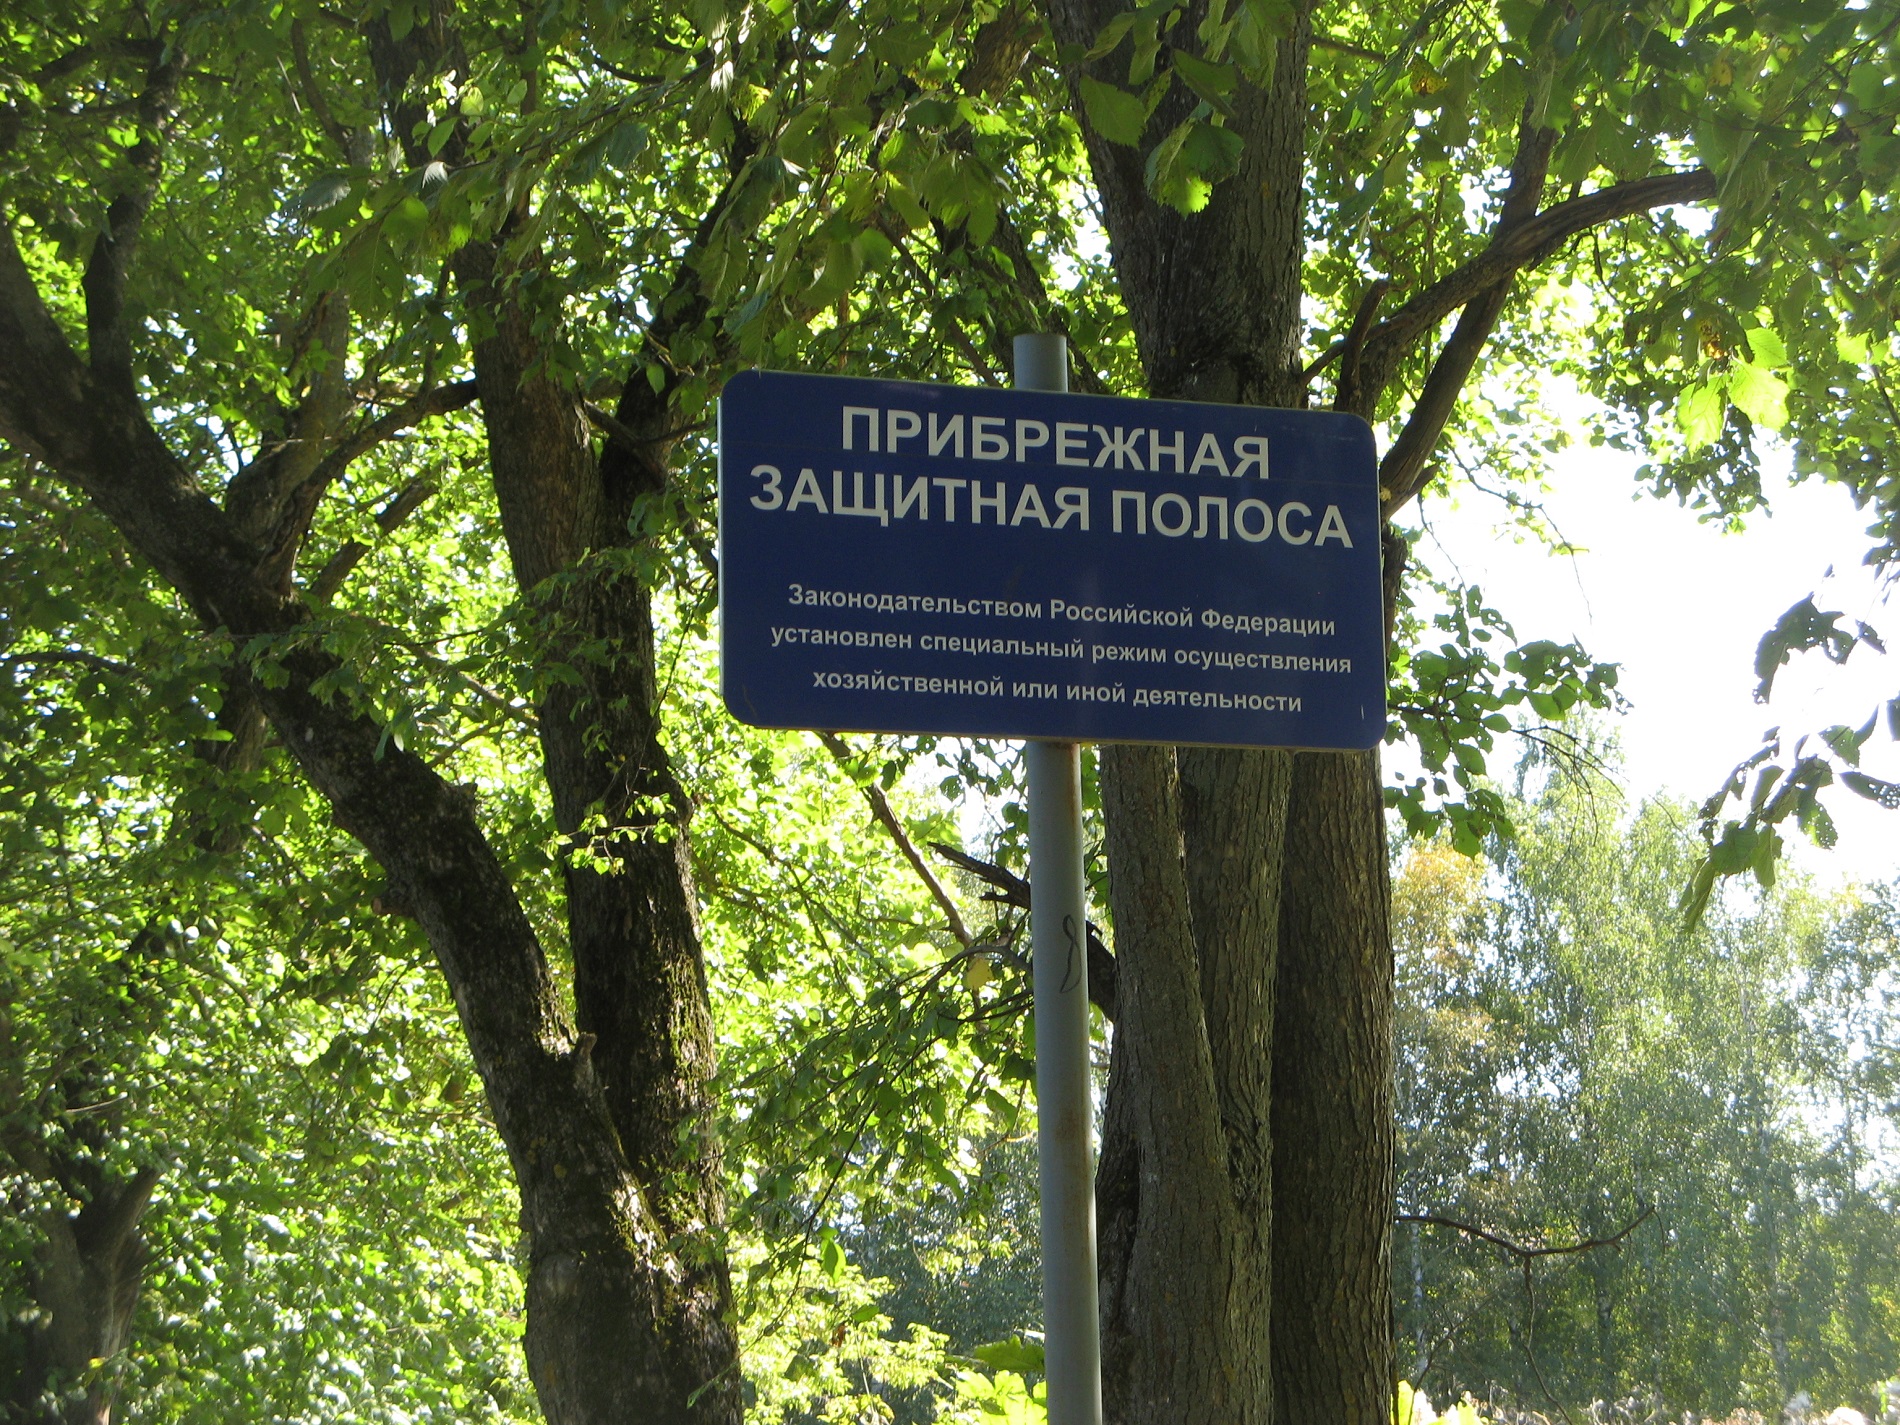 ПРИБРЕЖНАЯ
ЗАЩИТНАЯ ПОЛОСА
Законодательством Российской Федерации
установлен специальный режим осуществления
хозяйственной или иной деятельности